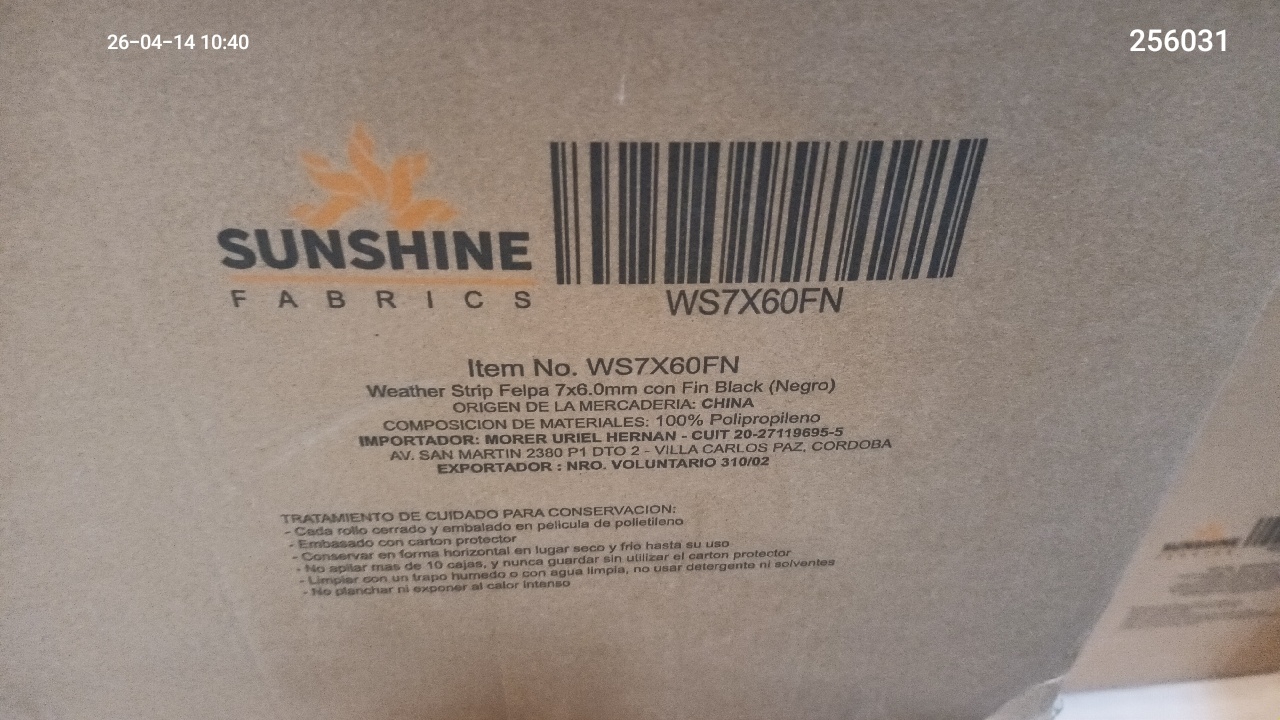 26-04-14 10:40
256031
SUNSHINE
FABRICS
WS7X60FN
Item No. WS7X60FN
Weather Strip Felpa 7x6.0mm con Fin Black (Negro)
ORIGEN DE LA MERCADERIA: CHINA
COMPOSICION DE MATERIALES: 100% Polipropileno
IMPORTADOR: MORER URIEL HERNAN - CUIT 20-27119695-5
AV. SAN MARTIN 2380 P1 DTO 2 - VILLA CARLOS PAZ, CORDOBA
EXPORTADOR : NRO. VOLUNTARIO 310/02
TRATAMIENTO DE CUIDADO PARA CONSERVACION:
- Cada rollo cerrado y embalado en pelicula de polietileno
- Embasado con carton protector
- Conservar en forma horizontal en lugar seco y frio hasta su uso
- No apilar mas de 10 cajas, y nunca guardar sin utilizar el carton protector
- Limpiar con un trapo humedo o con agua limpia, no usar detergente ni solventes
- No planchar ni exponer al calor intenso